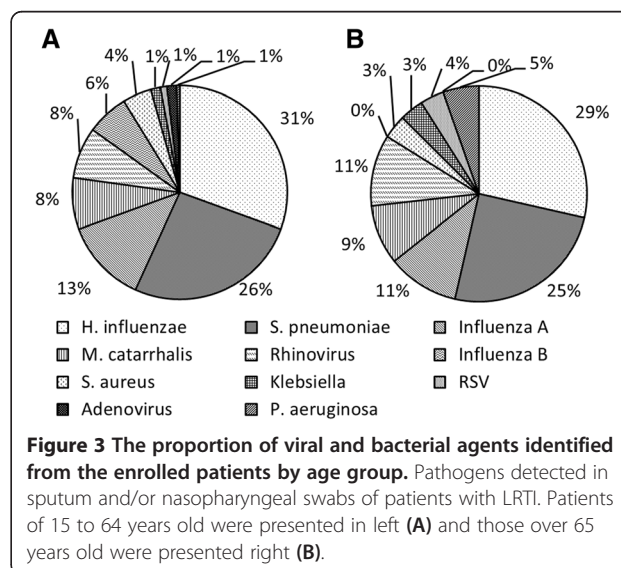 A
B
4%
1%
1%
1%
1%
6%
8%
8%
13%
26%
31%
3%
3%
4%
0%
5%
0%
11%
9%
11%
25%
29%
H. influenzae
S. pneumoniae
Influenza A
M. catarrhalis
Rhinovirus
Influenza B
S. aureus
Klebsiella
RSV
Adenovirus
P. aeruginosa
Figure 3 The proportion of viral and bacterial agents identified
from the enrolled patients by age group. Pathogens detected in
sputum and/or nasopharyngeal swabs of patients with LRTI. Patients
of 15 to 64 years old were presented in left (A) and those over 65
years old were presented right (B).